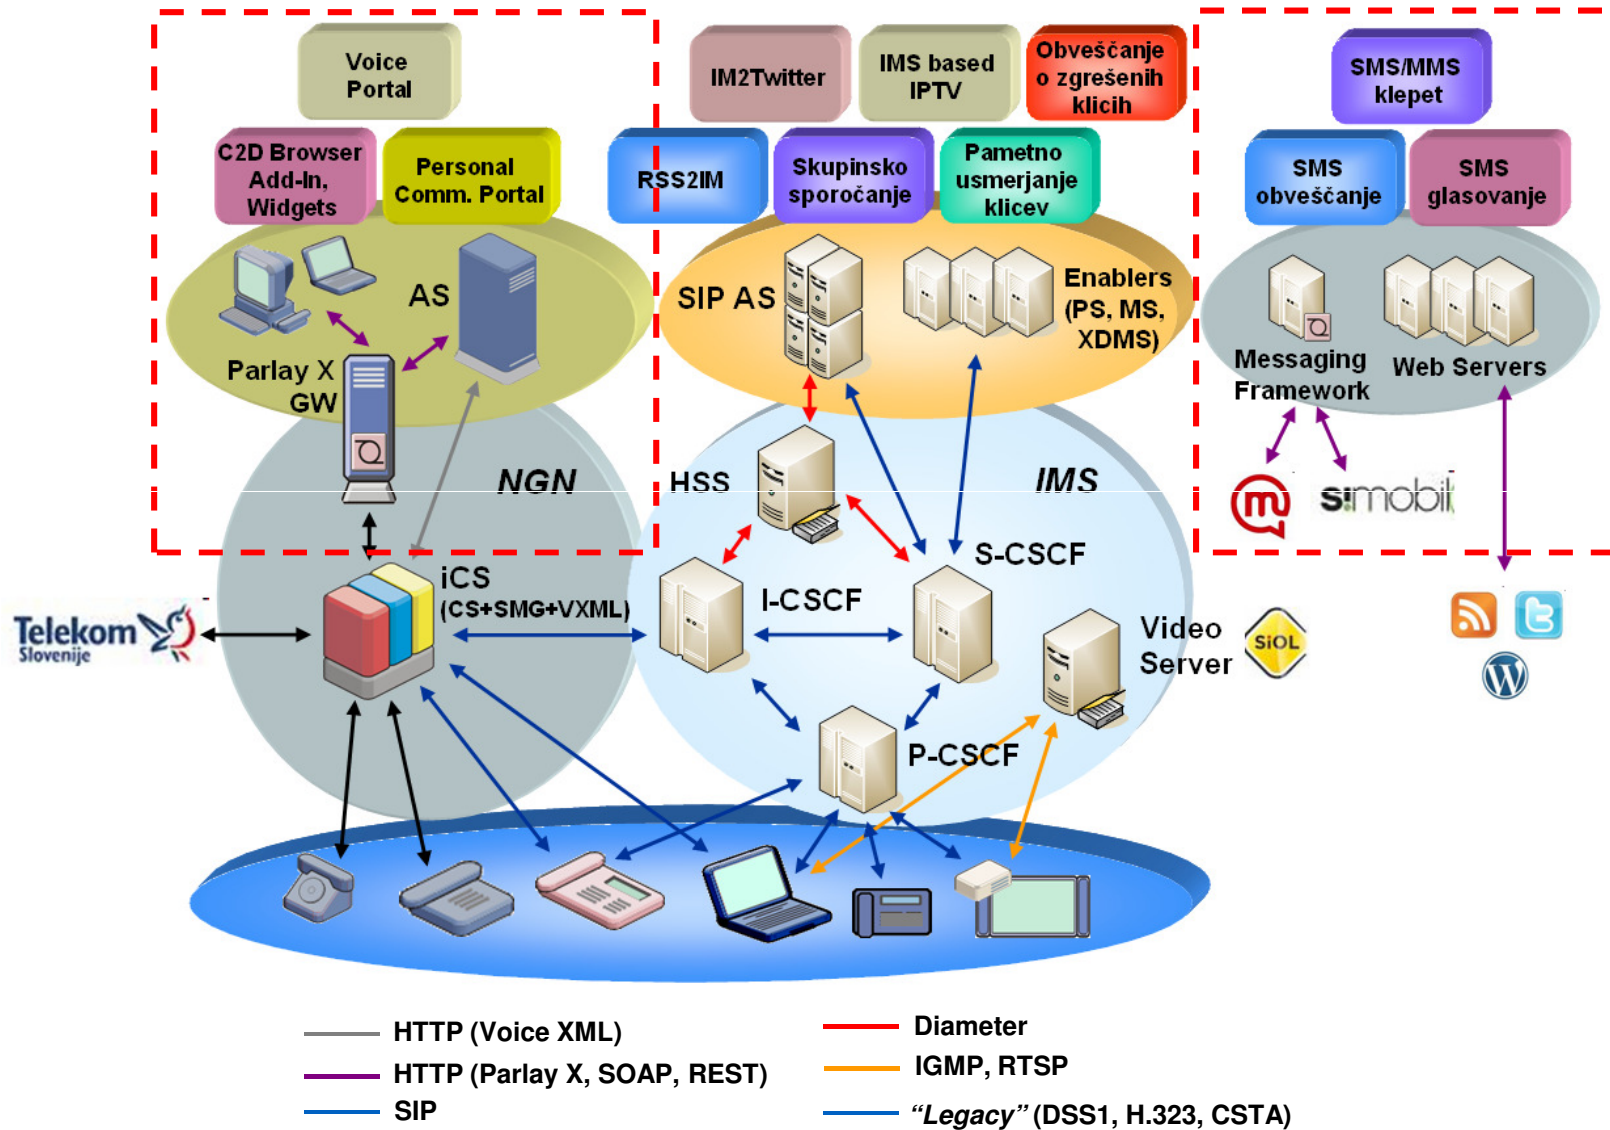 Voice
Portal
C2D Browser
Add-In,
Widgets
Personal
Comm. Portal
IM2Twitter
IMS based
IPTV
Obveščanje
o zgrešenih
klicih
RSS2IM
Skupinsko
sporočanje
Pametno
usmerjanje
klicev
SMS/MMS
klepet
SMS
obveščanje
SMS
glasovanje
AS
Parlay X
GW
SIP AS
Enablers
(PS, MS,
XDMS)
Messaging
Framework
Web Servers
NGN
HSS
IMS
m
si.mobil
iCS
(CS+SMG+VXML)
I-CSCF
S-CSCF
P-CSCF
Video
Server
SiOL
Telekom
Slovenije
HTTP (Voice XML)
HTTP (Parlay X, SOAP, REST)
SIP
Diameter
IGMP, RTSP
“Legacy” (DSS1, H.323, CSTA)